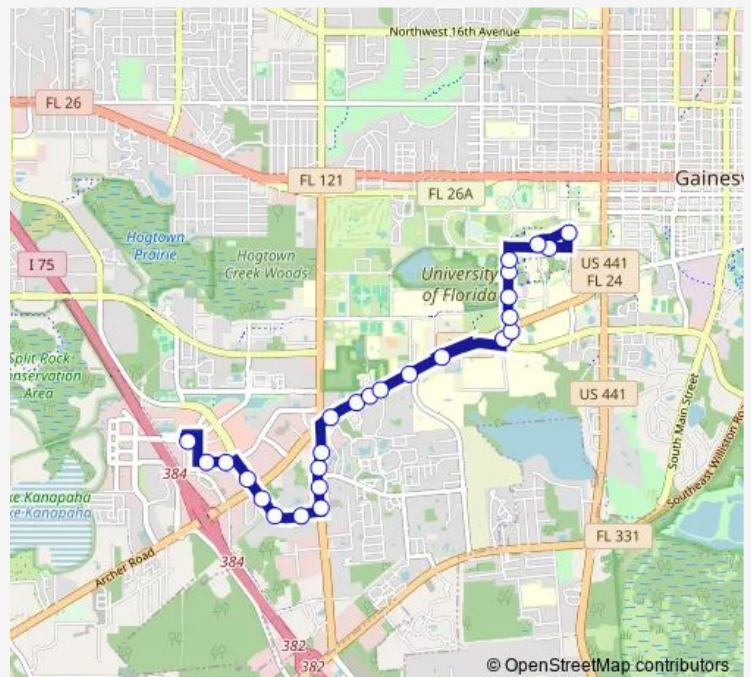 Northwest 16th Avenue
FL 26
FL 121
FL 26A
Gainesv
Hogtown
Prairie
Hogtown
Creek Woods
I 75
University
of Florida
US 441
FL 24
Split Rock
nservation
Area
US 441
South Main Street
Southeast Williston Roa
384
ke Kanapaha
ke Kanapaha
Archer Road
384
FL 331
382
382
© OpenStreetMap contributors